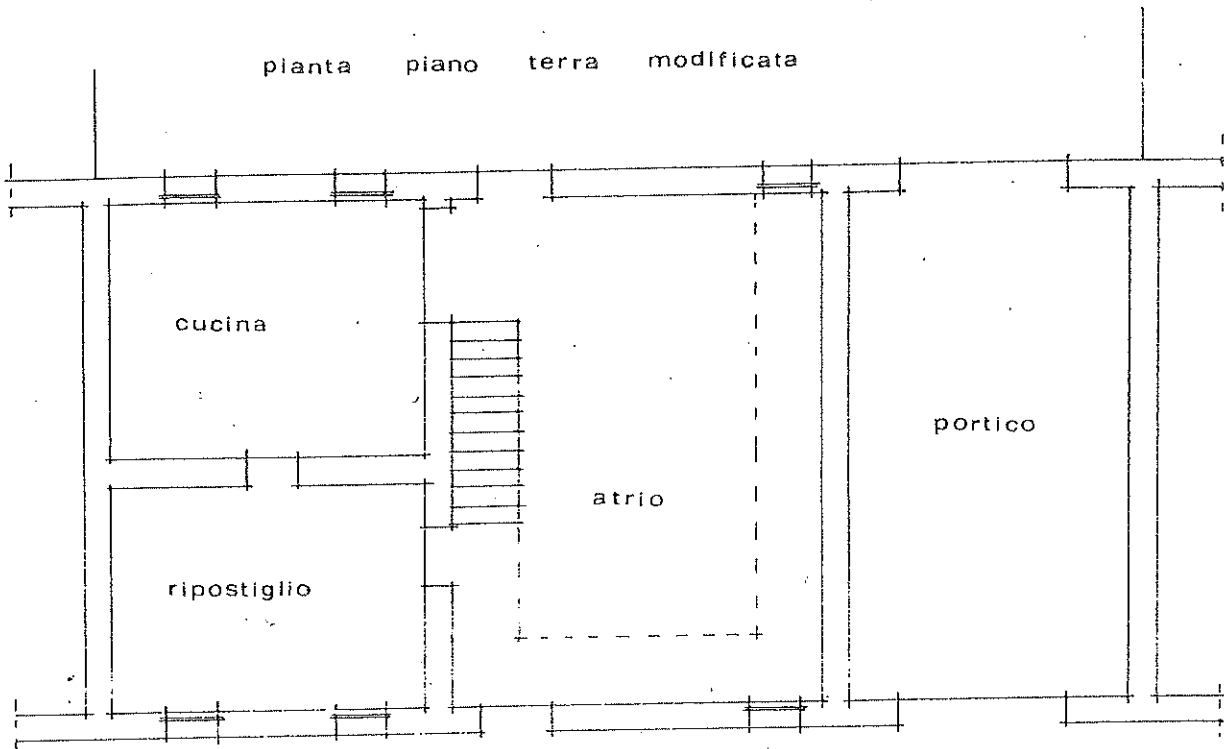 pianta piano terra modificata
cucina
portico
atrio
ripostiglio